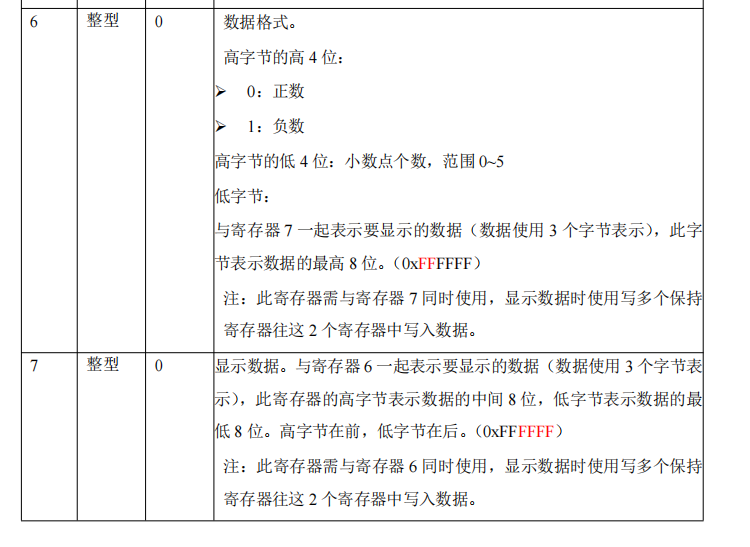 6 整型 0 数据格式。
高字节的高 4 位：
➢ 0：正数
➢ 1：负数
高字节的低 4 位：小数点个数，范围 0~5
低字节：
与寄存器 7 一起表示要显示的数据（数据使用 3 个字节表示），此字
节表示数据的最高 8 位。（0xFFFFFF）
注：此寄存器需与寄存器 7 同时使用，显示数据时使用写多个保持
寄存器往这 2 个寄存器中写入数据。
7 整型 0 显示数据。与寄存器 6 一起表示要显示的数据（数据使用 3 个字节表
示），此寄存器的高字节表示数据的中间 8 位，低字节表示数据的最
低 8 位。高字节在前，低字节在后。（0xFFFFFF）
注：此寄存器需与寄存器 6 同时使用，显示数据时使用写多个保持
寄存器往这 2 个寄存器中写入数据。